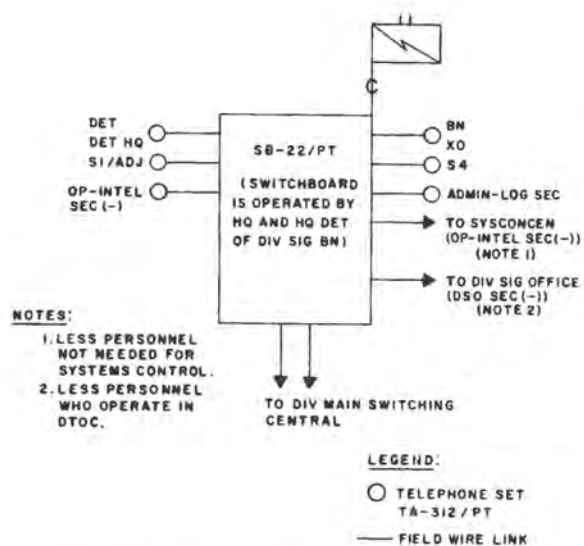 DET
DET HQ
S1/ADJ
OP-INTEL
SEC (-)
SB-22/PT
(SWITCHBOARD
IS OPERATED BY
HQ AND HQ DET
OF DIV SIG BN)
C
BN
XO
S4
ADMIN-LOG SEC
TO SYSCONCEN
(OP-INTEL SEC(-))
(NOTE 1)
TO DIV SIG OFFICE
(DSO SEC(-))
(NOTE 2)
TO DIV MAIN SWITCHING
CENTRAL
NOTES:
1. LESS PERSONNEL
NOT NEEDED FOR
SYSTEMS CONTROL.
2. LESS PERSONNEL
WHO OPERATE IN
DTOC.
LEGEND:
TELEPHONE SET
TA-312/PT
FIELD WIRE LINK